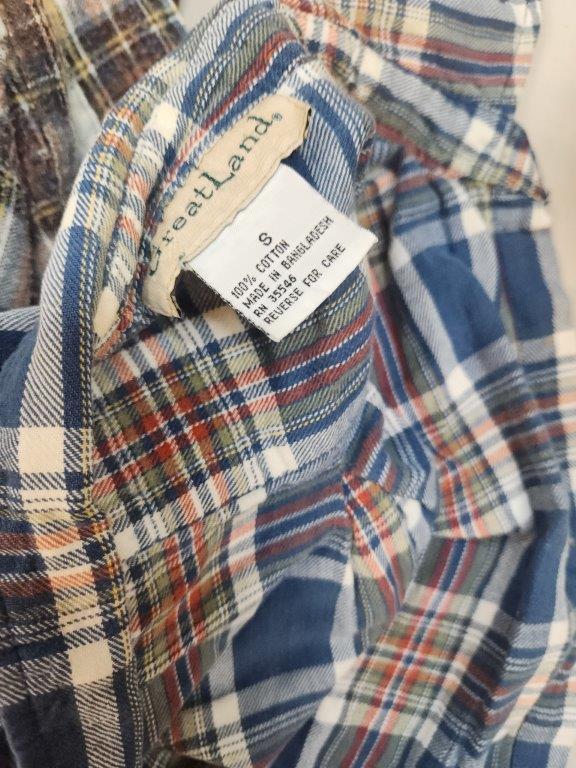 GreatLand®
S
100% COTTON
MADE IN BANGLADESH
RN 35546
REVERSE FOR CARE